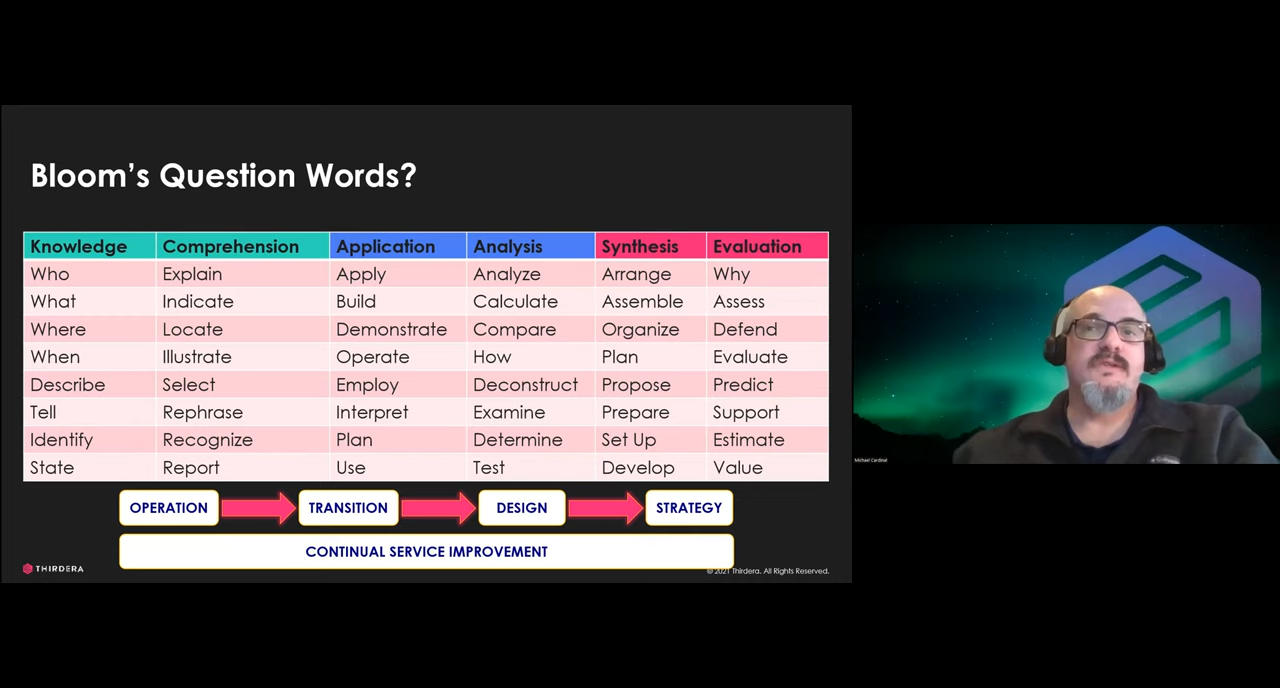 Bloom's Question Words?
Knowledge Comprehension Application Analysis Synthesis Evaluation
Who Explain Apply Analyze Arrange Why
What Indicate Build Calculate Assemble Assess
Where Locate Demonstrate Compare Organize Defend
When Illustrate Operate How Plan Evaluate
Describe Select Employ Deconstruct Propose Predict
Tell Rephrase Interpret Examine Prepare Support
Identify Recognize Plan Determine Set Up Estimate
State Report Use Test Develop Value
OPERATION TRANSITION DESIGN STRATEGY
CONTINUAL SERVICE IMPROVEMENT
THIRDERA
© 2021 Thirdera. All Rights Reserved.
Michael Cardinal